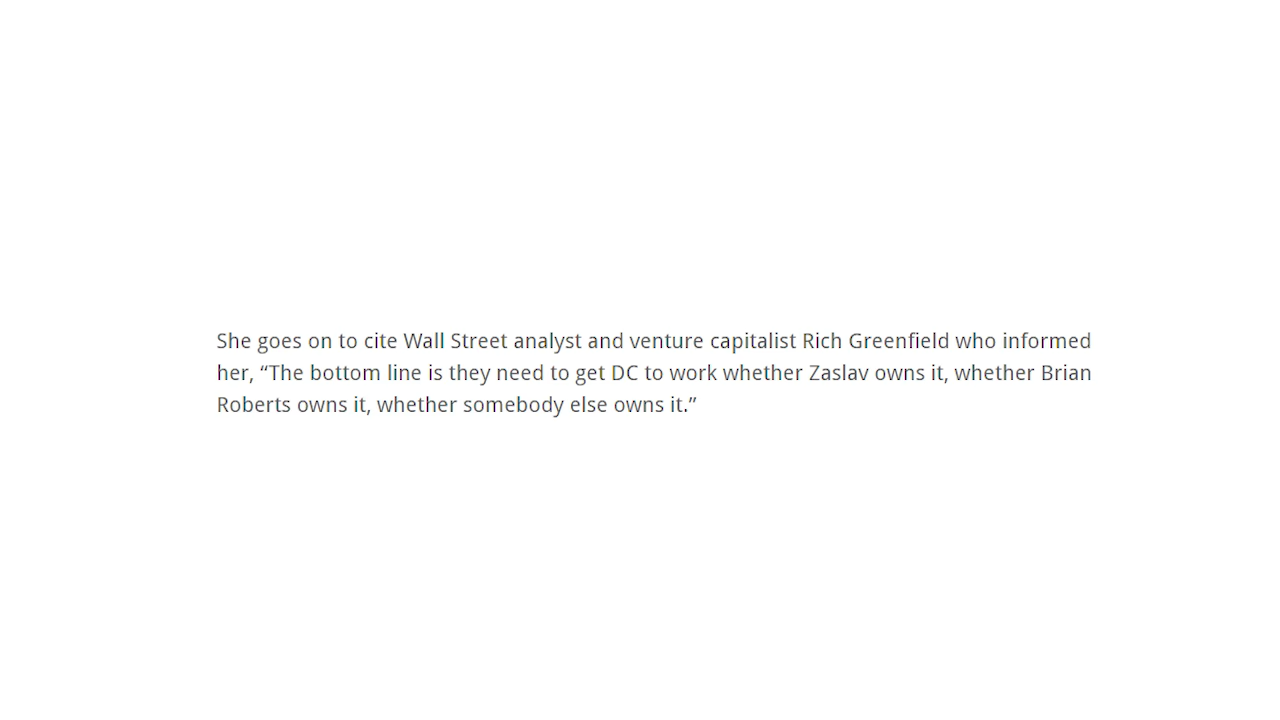 She goes on to cite Wall Street analyst and venture capitalist Rich Greenfield who informed
her, “The bottom line is they need to get DC to work whether Zaslav owns it, whether Brian
Roberts owns it, whether somebody else owns it.”